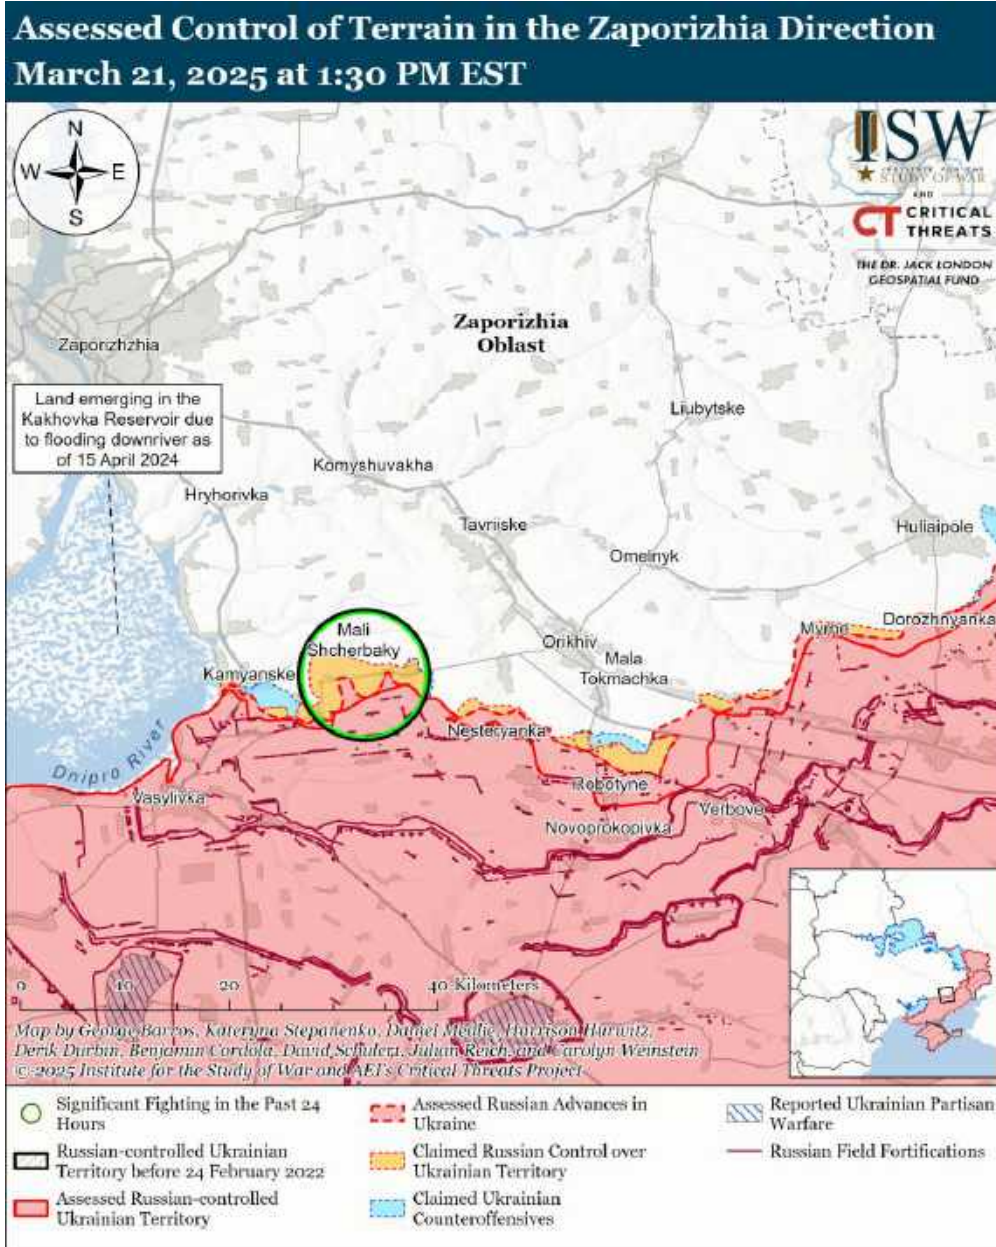 Assessed Control of Terrain in the Zaporizhia Direction
March 21, 2025 at 1:30 PM EST
N
W
E
S
ISW
STUDY OF WAR
AND
CT CRITICAL
THREATS
THE DR. JACK LONDON
GEOSPATIAL FUND
Zaporizhia
Oblast
Zaporizhzhia
Land emerging in the
Kakhovka Reservoir due
to flooding downriver as
of 15 April 2024
Liubytske
Komyshuvakha
Hryhorivka
Tavriiske
Huliaipole
Omelnyk
Mali
Shcherbaky
Orikhiv
Myrne
Dorozhnyanka
Kamyanske
Mala
Tokmachka
Nesteryanka
Dnipro River
Vasylivka
Robotyne
Verbove
Novoprokopivka
0 10 20 40 Kilometers
Map by George Barros, Kateryna Stepanenko, Daniel Mealie, Harrison Hurwitz,
Derik Durbin, Benjamin Cordola, David Schulert, Julian Reich, and Carolyn Weinstein
© 2025 Institute for the Study of War and AEI's Critical Threats Project
Significant Fighting in the Past 24
Hours
Russian-controlled Ukrainian
Territory before 24 February 2022
Assessed Russian-controlled
Ukrainian Territory
Assessed Russian Advances in
Ukraine
Claimed Russian Control over
Ukrainian Territory
Claimed Ukrainian
Counteroffensives
Reported Ukrainian Partisan
Warfare
Russian Field Fortifications